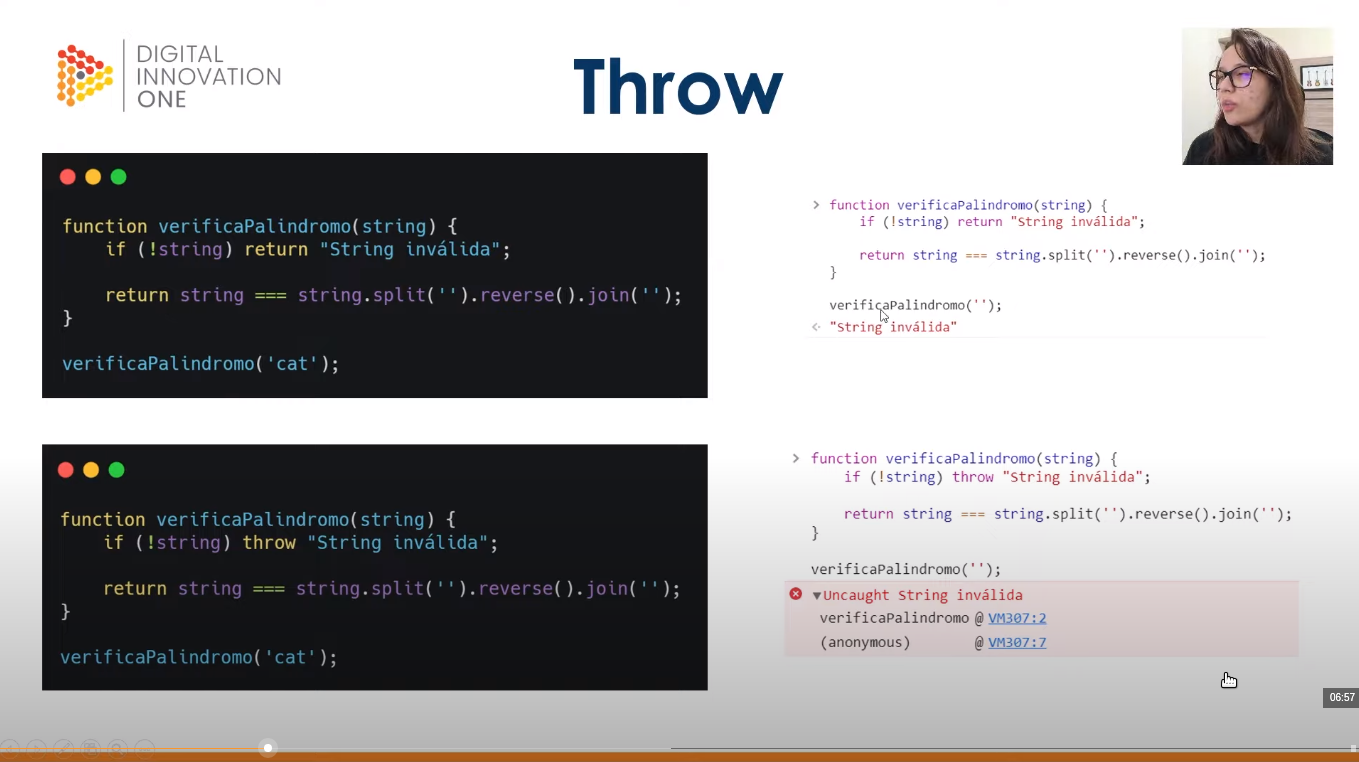 DIGITAL
INNOVATION
ONE
Throw
function verificaPalindromo(string) {
    if (!string) return "String inválida";
    return string === string.split('').reverse().join('');
}
verificaPalindromo('cat');
> function verificaPalindromo(string) {
    if (!string) return "String inválida";
    return string === string.split('').reverse().join('');
}
verificaPalindromo('');
"String inválida"
function verificaPalindromo(string) {
    if (!string) throw "String inválida";
    return string === string.split('').reverse().join('');
}
verificaPalindromo('cat');
> function verificaPalindromo(string) {
    if (!string) throw "String inválida";
    return string === string.split('').reverse().join('');
}
verificaPalindromo('');
▼Uncaught String inválida
verificaPalindromo @ VM307:2
(anonymous) @ VM307:7
06:57